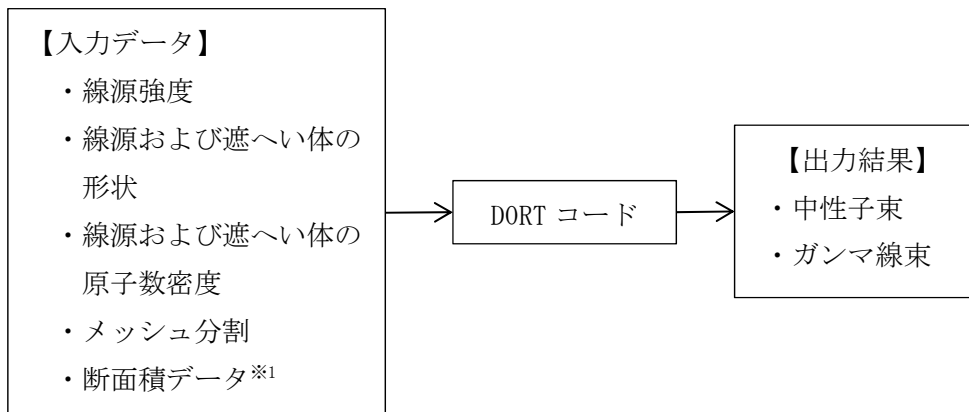 【入力データ】
・線源強度
・線源および遮へい体の
形状
・線源および遮へい体の
原子数密度
・メッシュ分割
・断面積データ※1
DORT コード
【出力結果】
・中性子束
・ガンマ線束